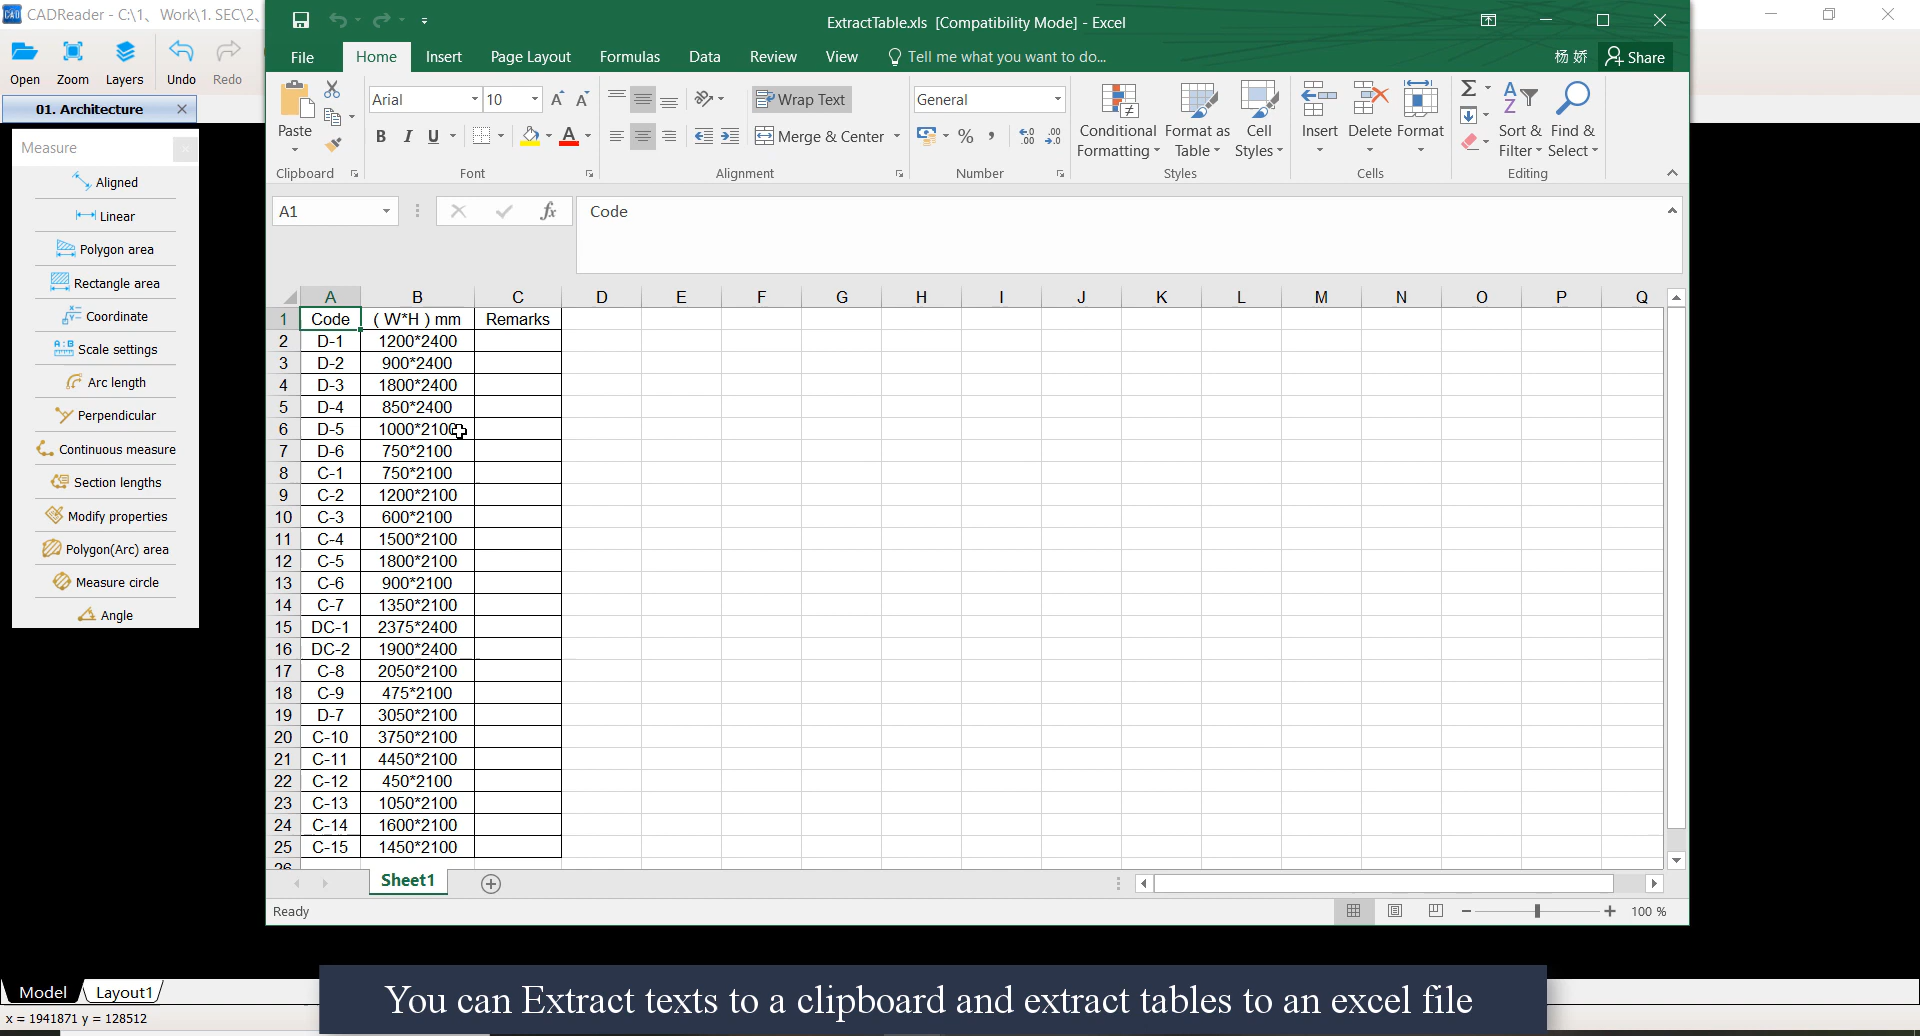 CADReader - C:\1、 Work\1. SEC\2、
Open Zoom Layers Undo Redo
01. Architecture
Measure
Aligned
Linear
Polygon area
Rectangle area
Coordinate
Scale settings
Arc length
Perpendicular
Continuous measure
Section lengths
Modify properties
Polygon(Arc) area
Measure circle
Angle
ExtractTable.xls [Compatibility Mode] - Excel
File Home Insert Page Layout Formulas Data Review View Tell me what you want to do... 杨 娇 Share
Paste
Clipboard
Arial 10
B I U
Font
Wrap Text
Merge & Center
Alignment
General
%
Number
Conditional Formatting
Format as Table
Cell Styles
Styles
Insert Delete Format
Cells
Sort & Filter
Find & Select
Editing
A1 fx Code
A B C D E F G H I J K L M N O P Q
1 Code ( W*H ) mm Remarks
2 D-1 1200*2400
3 D-2 900*2400
4 D-3 1800*2400
5 D-4 850*2400
6 D-5 1000*2100
7 D-6 750*2100
8 C-1 750*2100
9 C-2 1200*2100
10 C-3 600*2100
11 C-4 1500*2100
12 C-5 1800*2100
13 C-6 900*2100
14 C-7 1350*2100
15 DC-1 2375*2400
16 DC-2 1900*2400
17 C-8 2050*2100
18 C-9 475*2100
19 D-7 3050*2100
20 C-10 3750*2100
21 C-11 4450*2100
22 C-12 450*2100
23 C-13 1050*2100
24 C-14 1600*2100
25 C-15 1450*2100
26
Sheet1
Ready 100 %
Model Layout1
x = 1941871 y = 128512
You can Extract texts to a clipboard and extract tables to an excel file